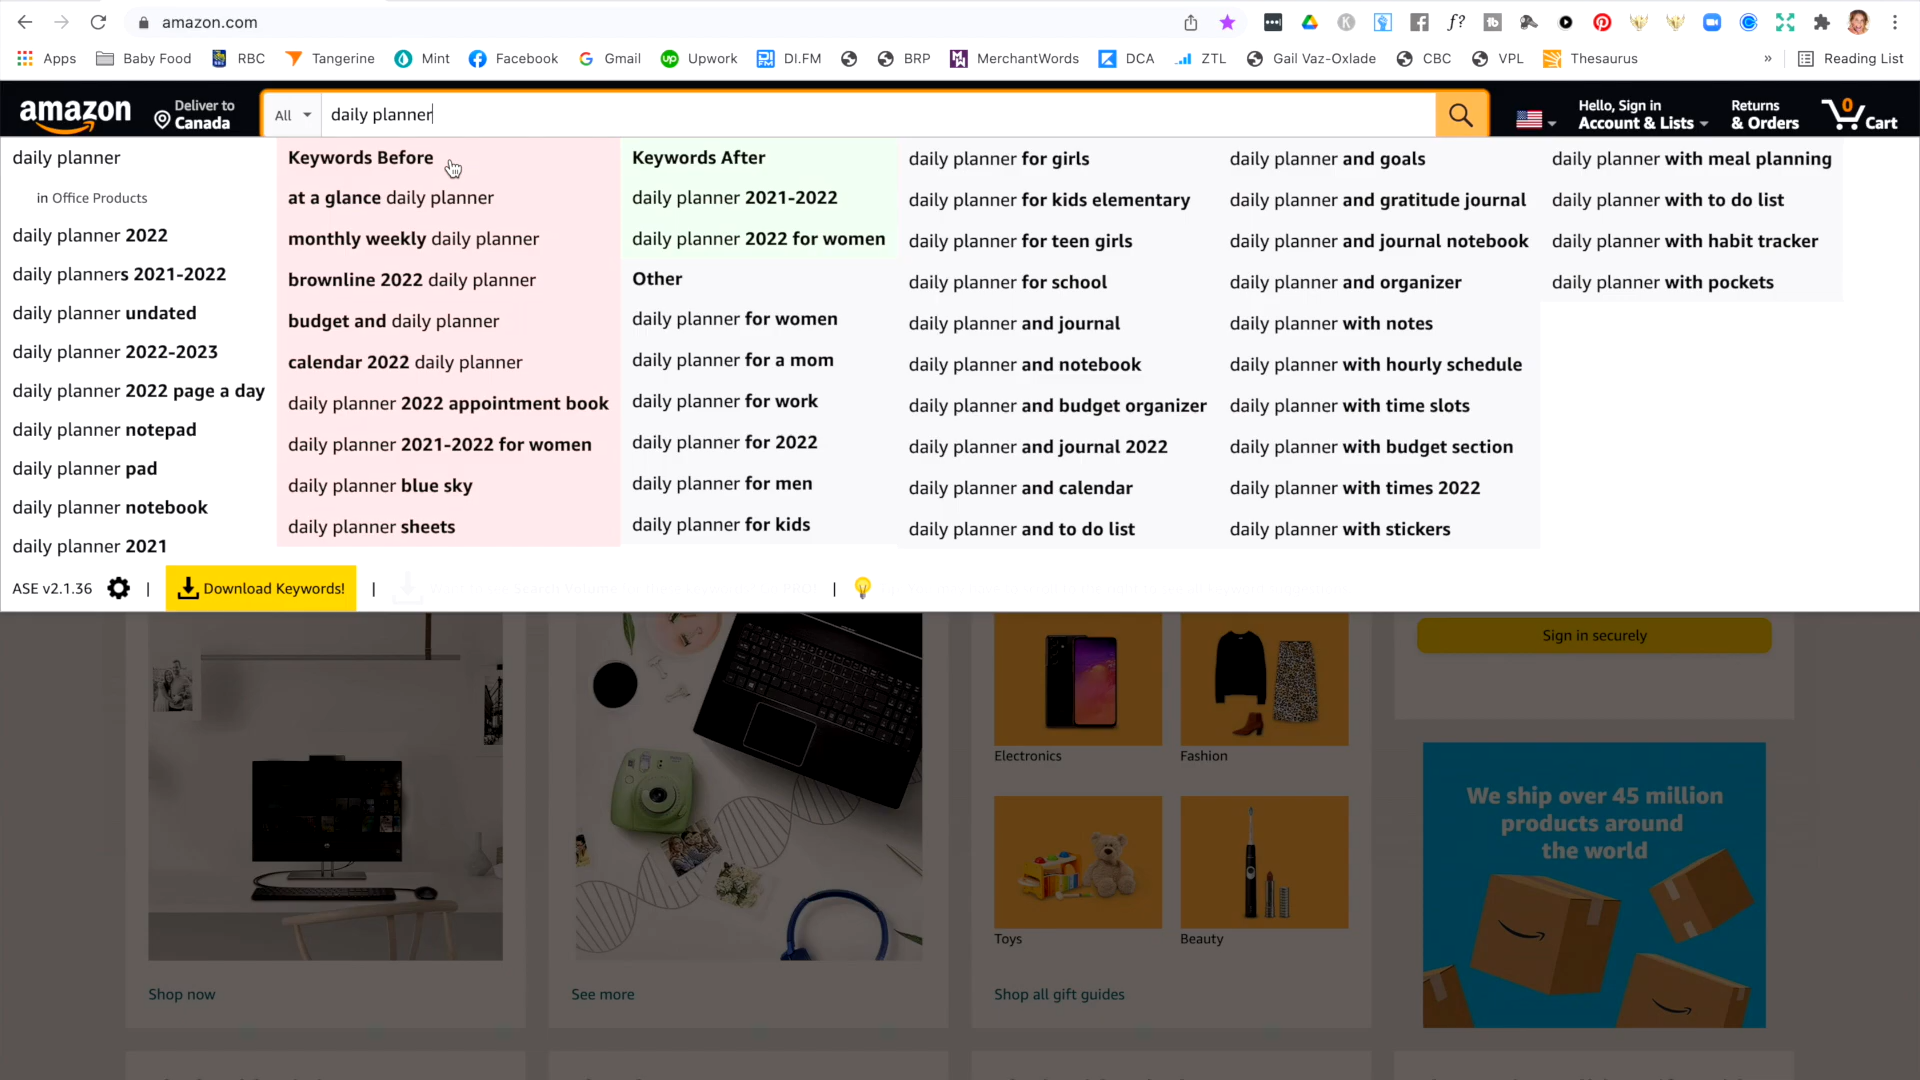 amazon.com
Apps
Baby Food
RBC
Tangerine
Mint
Facebook
Gmail
Upwork
DI.FM
BRP
MerchantWords
DCA
ZTL
Gail Vaz-Oxlade
CBC
VPL
Thesaurus
»
Reading List
amazon
Deliver to
Canada
All
daily planner
Hello, Sign in
Account & Lists
Returns
& Orders
0
Cart
daily planner
in Office Products
daily planner 2022
daily planners 2021-2022
daily planner undated
daily planner 2022-2023
daily planner 2022 page a day
daily planner notepad
daily planner pad
daily planner notebook
daily planner 2021
Keywords Before
at a glance daily planner
monthly weekly daily planner
brownline 2022 daily planner
budget and daily planner
calendar 2022 daily planner
daily planner 2022 appointment book
daily planner 2021-2022 for women
daily planner blue sky
daily planner sheets
Keywords After
daily planner 2021-2022
daily planner 2022 for women
Other
daily planner for women
daily planner for a mom
daily planner for work
daily planner for 2022
daily planner for men
daily planner for kids
daily planner for girls
daily planner for kids elementary
daily planner for teen girls
daily planner for school
daily planner and journal
daily planner and notebook
daily planner and budget organizer
daily planner and journal 2022
daily planner and calendar
daily planner and to do list
daily planner and goals
daily planner and gratitude journal
daily planner and journal notebook
daily planner and organizer
daily planner with notes
daily planner with hourly schedule
daily planner with time slots
daily planner with budget section
daily planner with times 2022
daily planner with stickers
daily planner with meal planning
daily planner with to do list
daily planner with habit tracker
daily planner with pockets
ASE v2.1.36
|
Download Keywords!
|
|
Sign in securely
Electronics
Fashion
Toys
Beauty
We ship over 45 million
products around
the world
Shop now
See more
Shop all gift guides